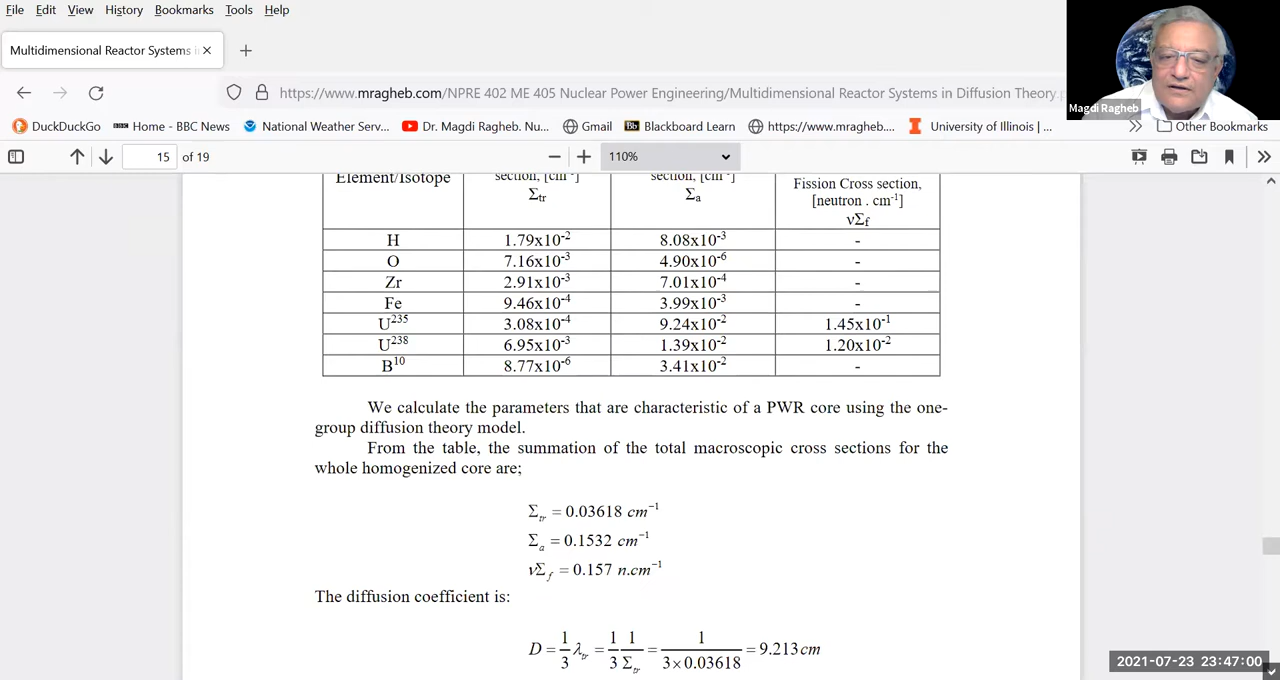 File Edit View History Bookmarks Tools Help
Multidimensional Reactor Systems i
Magdi Ragheb
https://www.mragheb.com/NPRE 402 ME 405 Nuclear Power Engineering/Multidimensional Reactor Systems in Diffusion Theory.p
DuckDuckGo Home - BBC News National Weather Serv... Dr. Magdi Ragheb. Nu... Gmail Blackboard Learn https://www.mragheb.... University of Illinois |... Other Bookmarks
15 of 19 110%
Element/Isotope section, [cm⁻¹] section, [cm⁻¹] Fission Cross section,
[neutron . cm⁻¹]
Σtr Σa νΣf
H 1.79x10⁻² 8.08x10⁻³ -
O 7.16x10⁻³ 4.90x10⁻⁶ -
Zr 2.91x10⁻³ 7.01x10⁻⁴ -
Fe 9.46x10⁻⁴ 3.99x10⁻³ -
U²³⁵ 3.08x10⁻⁴ 9.24x10⁻² 1.45x10⁻¹
U²³⁸ 6.95x10⁻³ 1.39x10⁻² 1.20x10⁻²
B¹⁰ 8.77x10⁻⁶ 3.41x10⁻² -
We calculate the parameters that are characteristic of a PWR core using the one-
group diffusion theory model.
From the table, the summation of the total macroscopic cross sections for the
whole homogenized core are;
Σtr = 0.03618 cm⁻¹
Σa = 0.1532 cm⁻¹
νΣf = 0.157 n.cm⁻¹
The diffusion coefficient is:
D = 1/3 λtr = 1/3 1/Σtr = 1/(3×0.03618) = 9.213 cm
2021-07-23 23:47:00